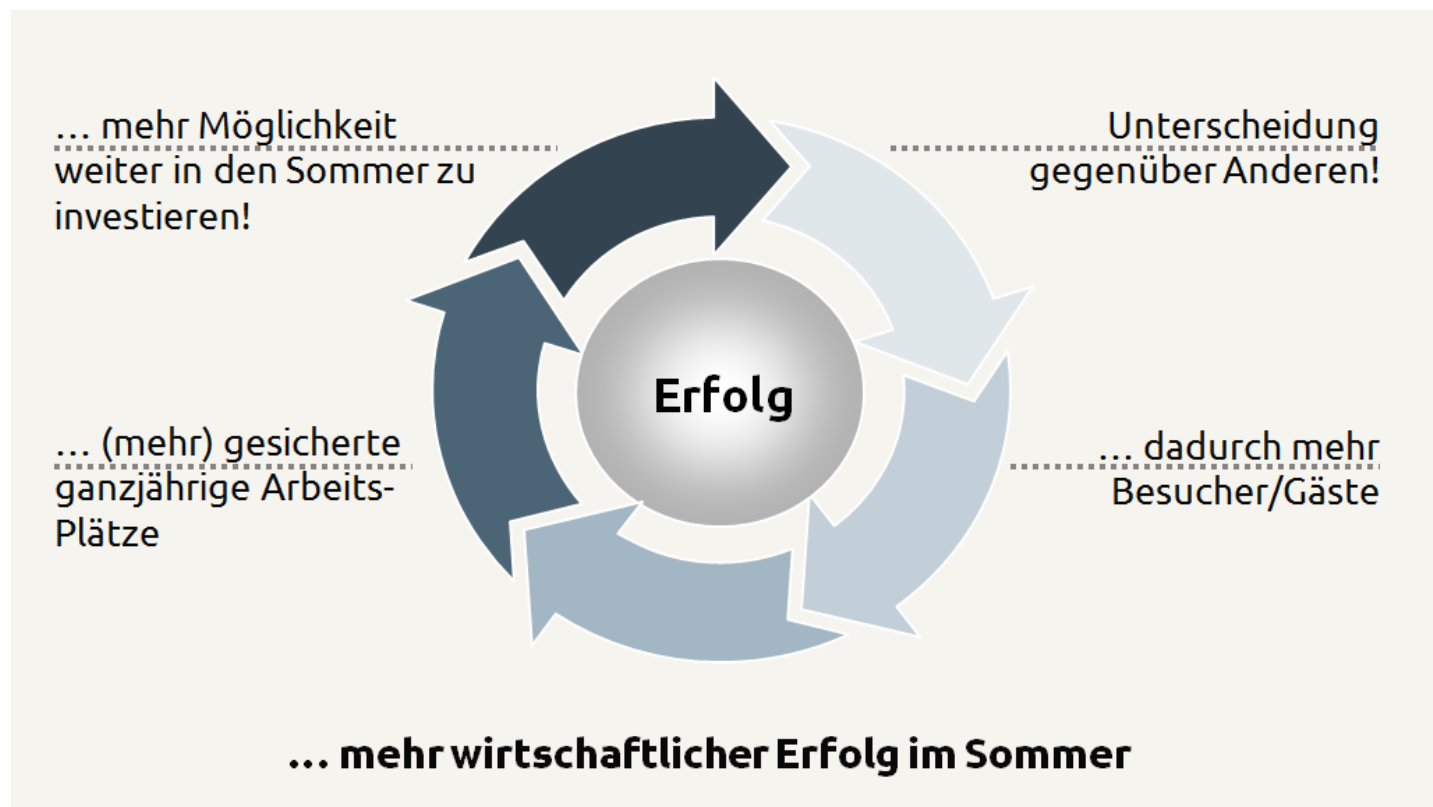 … mehr Möglichkeit
weiter in den Sommer zu
investieren!
Unterscheidung
gegenüber Anderen!
Erfolg
… (mehr) gesicherte
ganzjährige Arbeits-
Plätze
… dadurch mehr
Besucher/Gäste
… mehr wirtschaftlicher Erfolg im Sommer